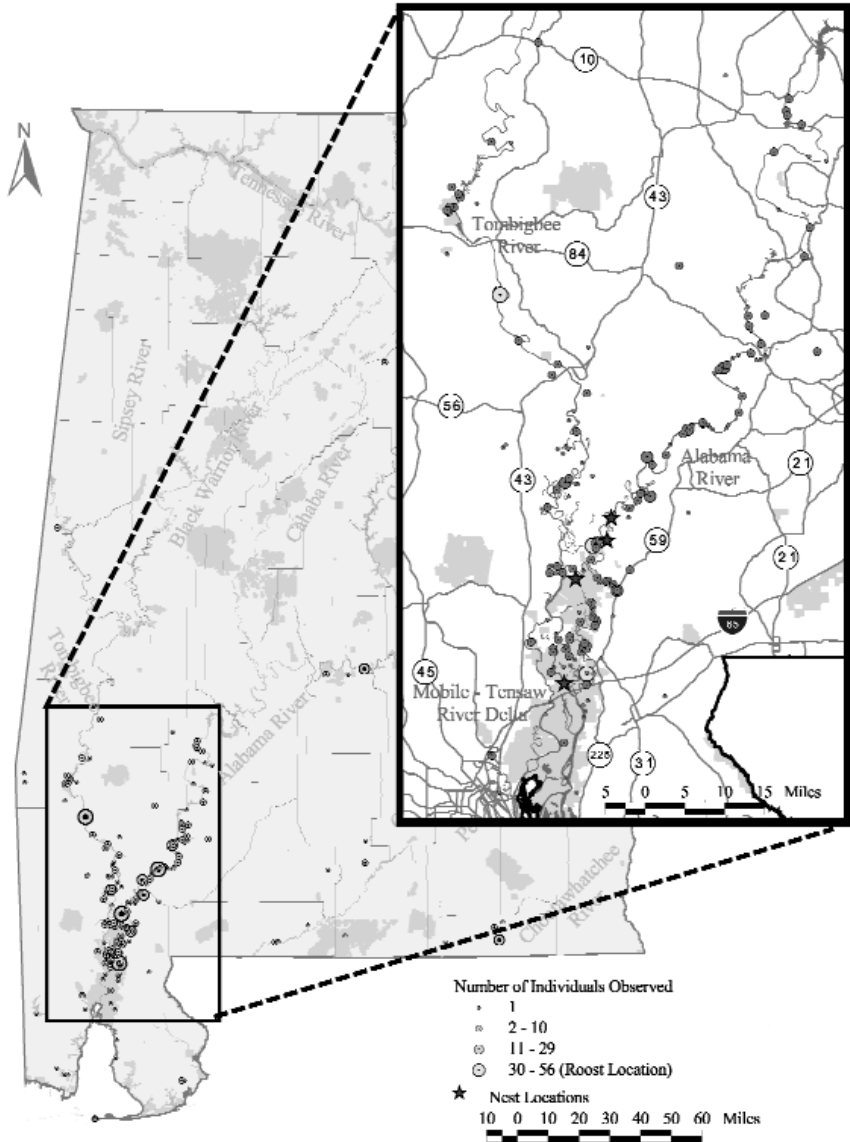 N
Tennessee River
Sipsey River
Black Warrior River
Cahaba River
Tombigbee
River
Alabama River
Choctawhatchee
River
10
43
Tombigbee
River
84
56
43
Alabama
River
21
59
21
65
45
Mobile - Tensaw
River Delta
225
31
5 0 5 10 15 Miles
Number of Individuals Observed
1
2 - 10
11 - 29
30 - 56 (Roost Location)
Nest Locations
10 0 10 20 30 40 50 60 Miles